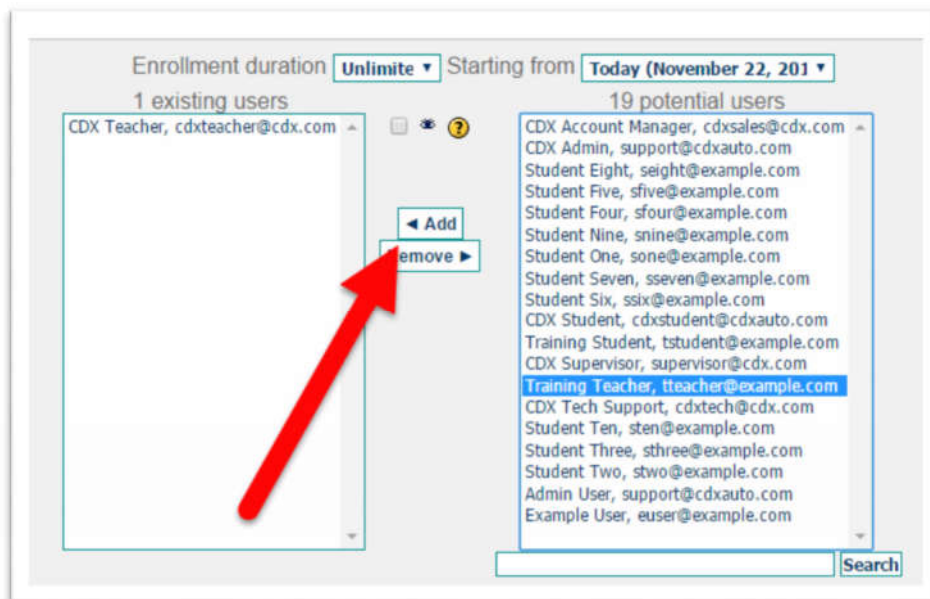 Enrollment duration Unlimite Starting from Today (November 22, 201
1 existing users
19 potential users
CDX Teacher, cdxteacher@cdx.com
?
◄ Add
emove ►
CDX Account Manager, cdxsales@cdx.com
CDX Admin, support@cdxauto.com
Student Eight, seight@example.com
Student Five, sfive@example.com
Student Four, sfour@example.com
Student Nine, snine@example.com
Student One, sone@example.com
Student Seven, sseven@example.com
Student Six, ssix@example.com
CDX Student, cdxstudent@cdxauto.com
Training Student, tstudent@example.com
CDX Supervisor, supervisor@cdx.com
Training Teacher, tteacher@example.com
CDX Tech Support, cdxtech@cdx.com
Student Ten, sten@example.com
Student Three, sthree@example.com
Student Two, stwo@example.com
Admin User, support@cdxauto.com
Example User, euser@example.com
Search